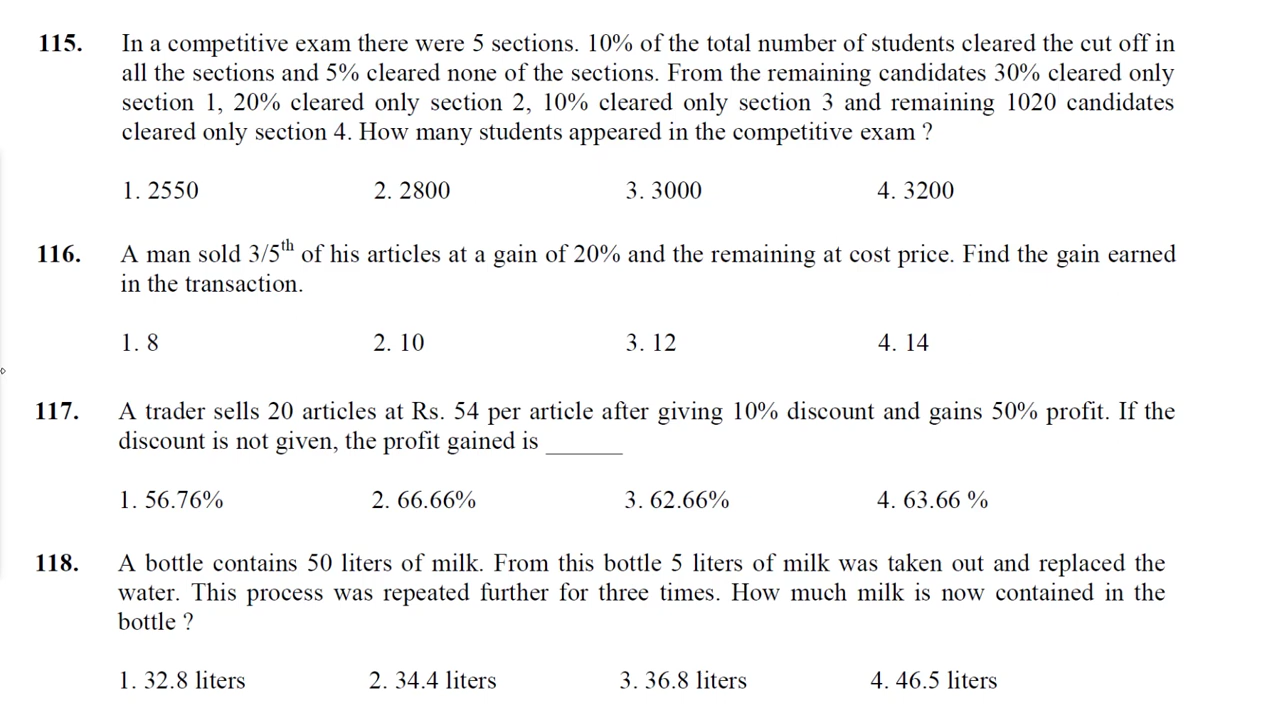 115. In a competitive exam there were 5 sections. 10% of the total number of students cleared the cut off in
all the sections and 5% cleared none of the sections. From the remaining candidates 30% cleared only
section 1, 20% cleared only section 2, 10% cleared only section 3 and remaining 1020 candidates
cleared only section 4. How many students appeared in the competitive exam ?
1. 2550 2. 2800 3. 3000 4. 3200
116. A man sold 3/5th of his articles at a gain of 20% and the remaining at cost price. Find the gain earned
in the transaction.
1. 8 2. 10 3. 12 4. 14
117. A trader sells 20 articles at Rs. 54 per article after giving 10% discount and gains 50% profit. If the
discount is not given, the profit gained is ______
1. 56.76% 2. 66.66% 3. 62.66% 4. 63.66 %
118. A bottle contains 50 liters of milk. From this bottle 5 liters of milk was taken out and replaced the
water. This process was repeated further for three times. How much milk is now contained in the
bottle ?
1. 32.8 liters 2. 34.4 liters 3. 36.8 liters 4. 46.5 liters